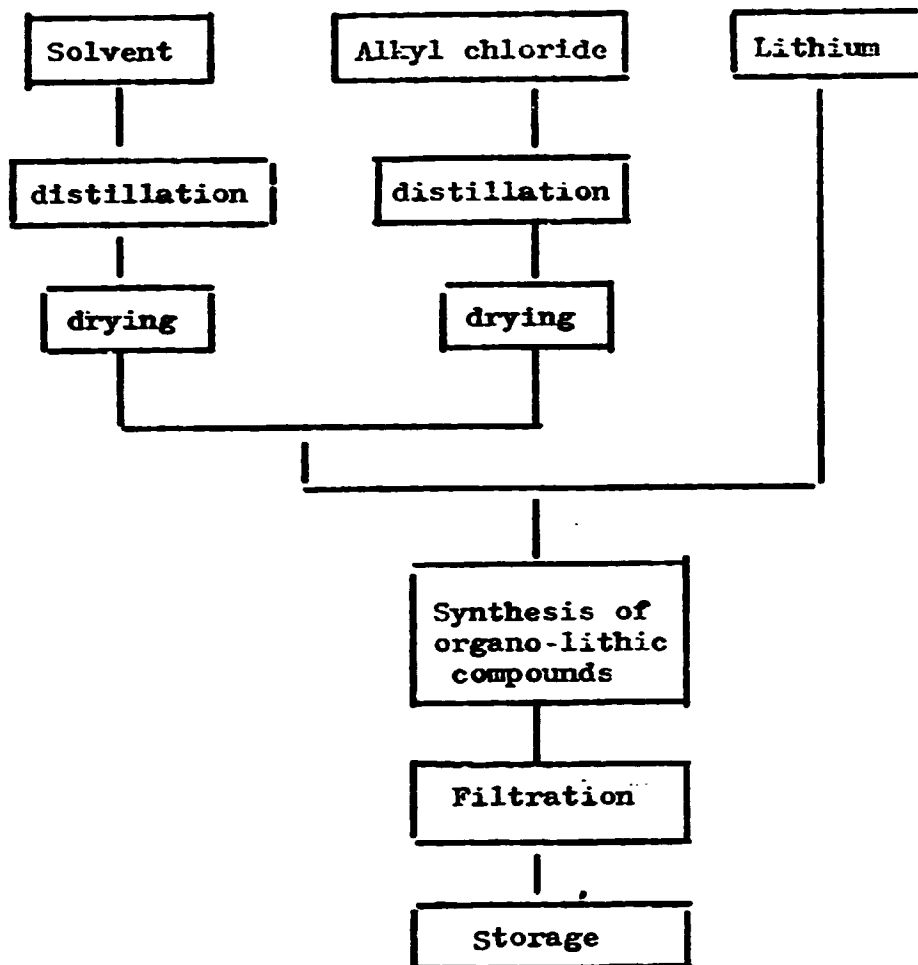 Solvent
Alkyl chloride
Lithium
distillation
distillation
drying
drying
Synthesis of
organo-lithic
compounds
Filtration
Storage